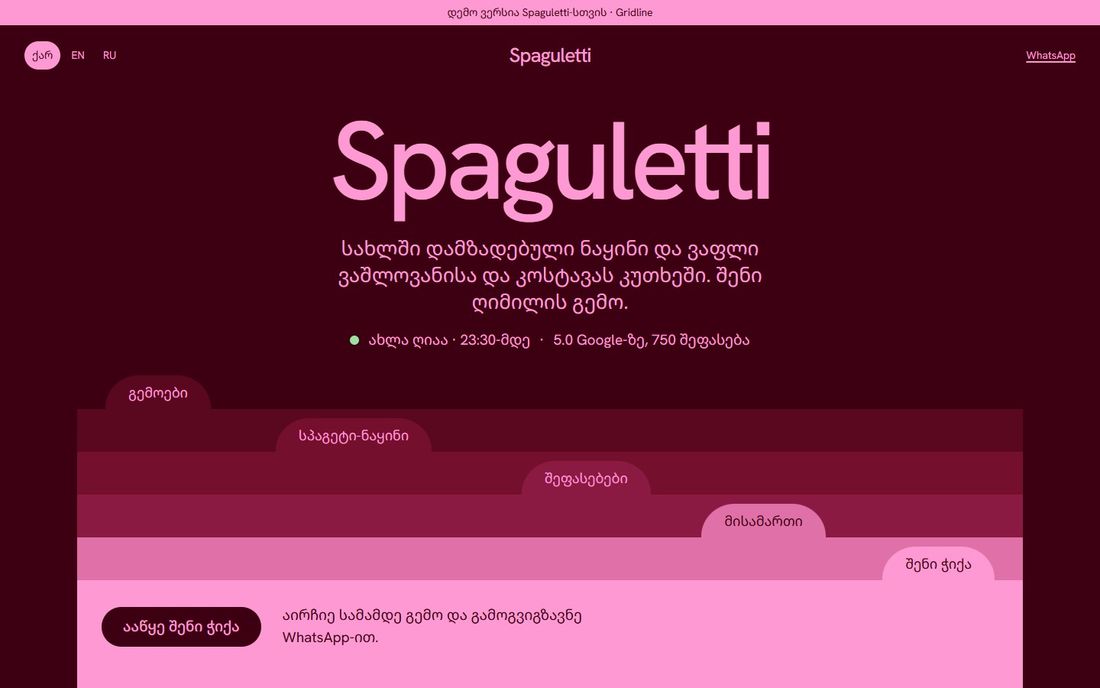 დემო ვერსია Spaguletti-სთვის · Gridline
ქარ EN RU
Spaguletti
WhatsApp
Spaguletti
სახლში დამზადებული ნაყინი და ვაფლი
ვაშლოვანისა და კოსტავას კუთხეში. შენი
ღიმილის გემო.
ახლა ღიაა · 23:30-მდე · 5.0 Google-ზე, 750 შეფასება
გემოები
სპაგეტი-ნაყინი
შეფასებები
მისამართი
შენი ჭიქა
ააწყე შენი ჭიქა
აირჩიე სამამდე გემო და გამოგვიგზავნე
WhatsApp-ით.